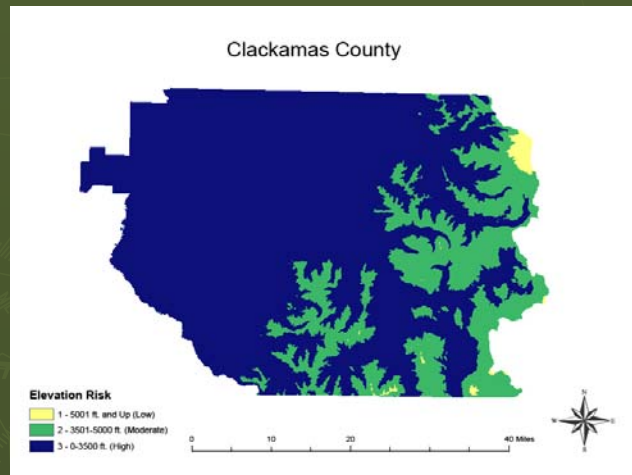 Clackamas County
Elevation Risk
1 - 5001 ft. and Up (Low)
2 - 3501-5000 ft. (Moderate)
3 - 0-3500 ft. (High)
0 10 20 40 Miles
N
W E
S